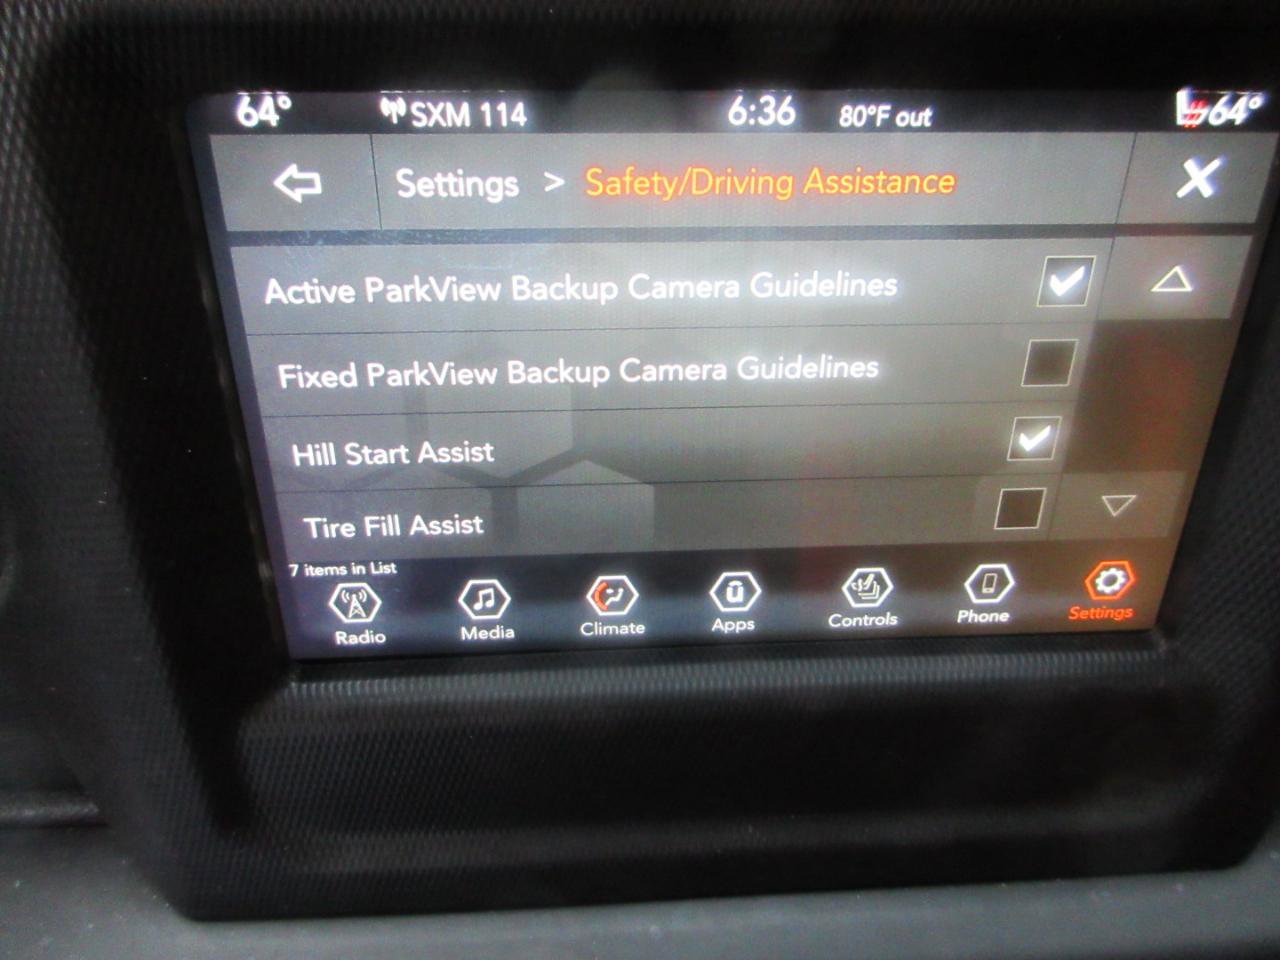 64° SXM 114 6:36 80°F out 64°
Settings > Safety/Driving Assistance
Active ParkView Backup Camera Guidelines
Fixed ParkView Backup Camera Guidelines
Hill Start Assist
Tire Fill Assist
7 items in List
Radio Media Climate Apps Controls Phone Settings